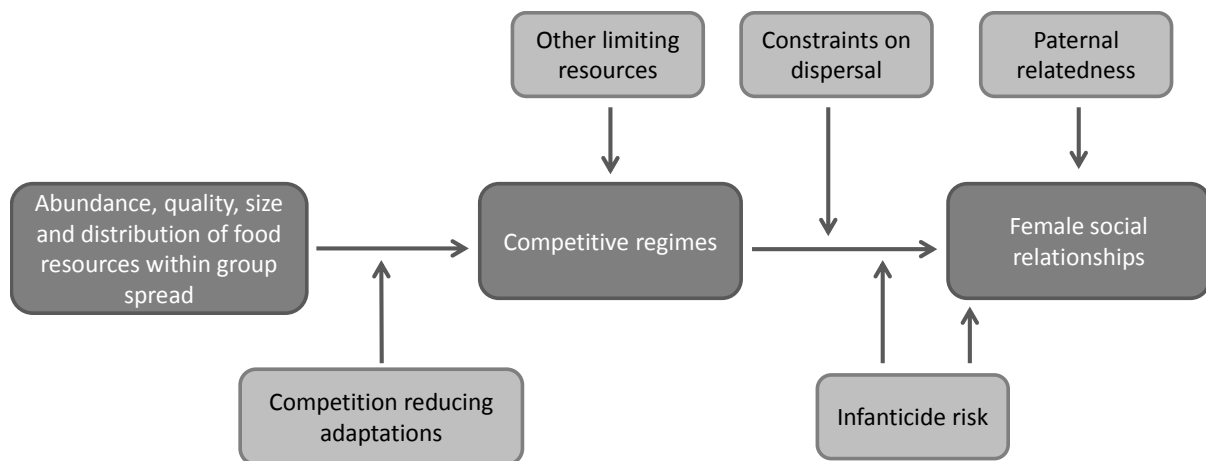 Other limiting
resources
Constraints on
dispersal
Paternal
relatedness
Abundance, quality, size
and distribution of food
resources within group
spread
Competitive regimes
Female social
relationships
Competition reducing
adaptations
Infanticide risk